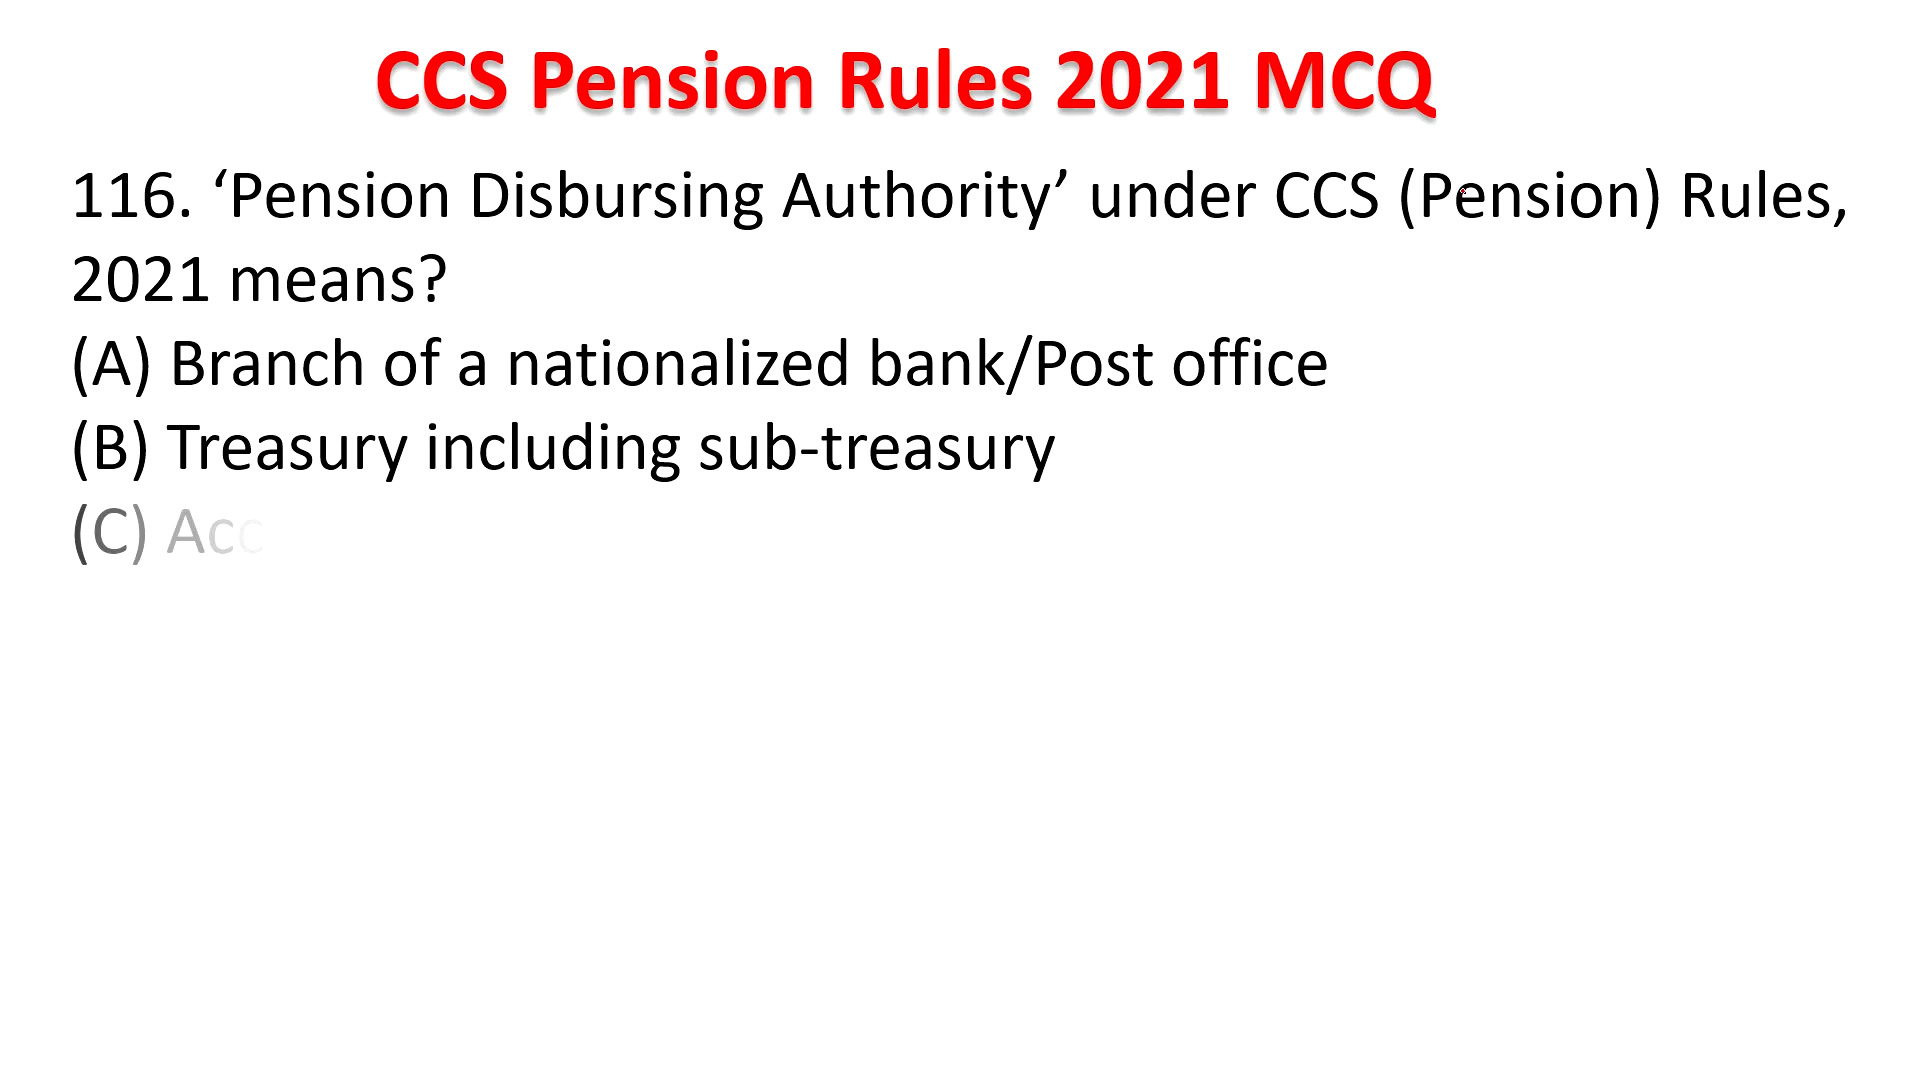 CCS Pension Rules 2021 MCQ
116. ‘Pension Disbursing Authority’ under CCS (Pension) Rules,
2021 means?
(A) Branch of a nationalized bank/Post office
(B) Treasury including sub-treasury
(C) Acc